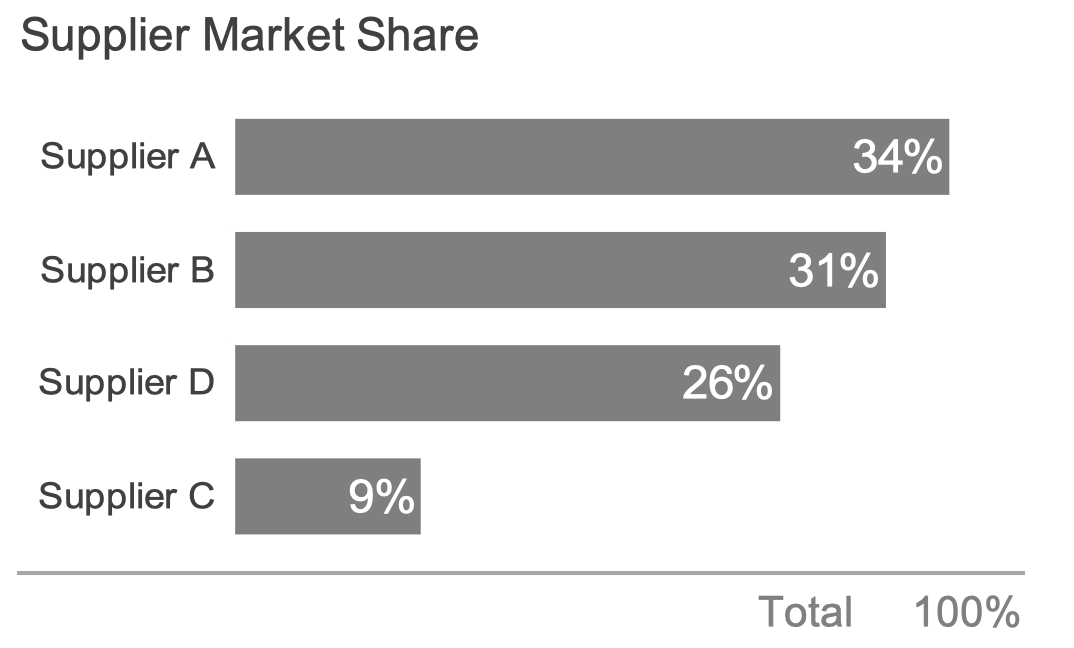 Supplier Market Share
Supplier A 34%
Supplier B 31%
Supplier D 26%
Supplier C 9%
Total 100%